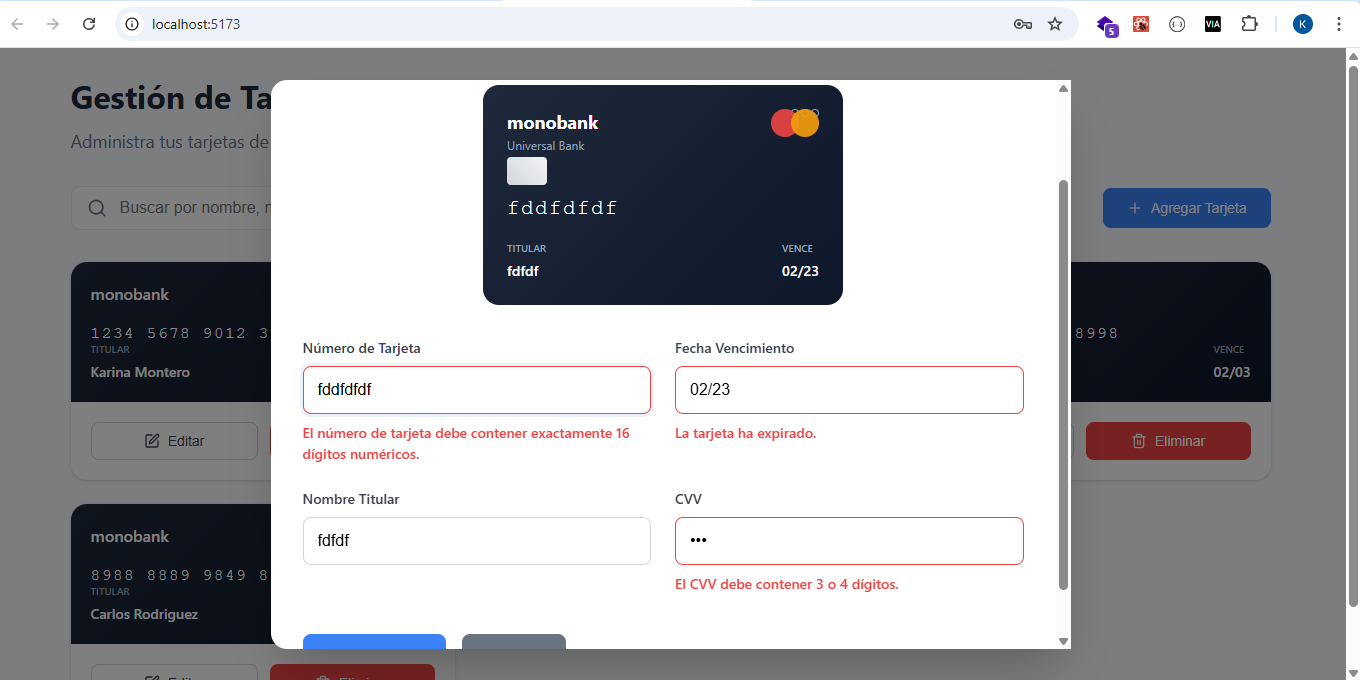 localhost:5173
5
VIA
K
Gestión de Ta
Administra tus tarjetas de
Buscar por nombre, n
+ Agregar Tarjeta
monobank
Universal Bank
fddfdfdf
TITULAR
VENCE
fdfdf
02/23
monobank
1234 5678 9012 3
TITULAR
Karina Montero
8998
VENCE
02/03
Editar
Eliminar
Número de Tarjeta
Fecha Vencimiento
fddfdfdf
02/23
El número de tarjeta debe contener exactamente 16
dígitos numéricos.
La tarjeta ha expirado.
Nombre Titular
CVV
fdfdf
•••
El CVV debe contener 3 o 4 dígitos.
monobank
8988 8889 9849 8
TITULAR
Carlos Rodriguez